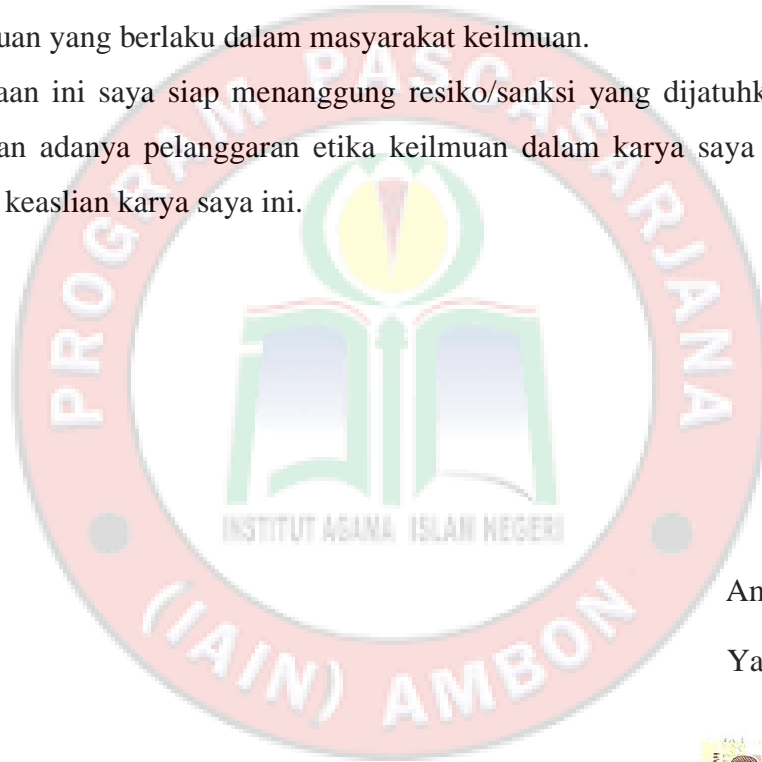 uan yang berlaku dalam masyarakat keilmuan.
aan ini saya siap menanggung resiko/sanksi yang dijatuhk
an adanya pelanggaran etika keilmuan dalam karya saya
keaslian karya saya ini.
PROGRAM PASCASARJANA
INSTITUT AGAMA ISLAM NEGERI
(IAIN) AMBON
An
Ya